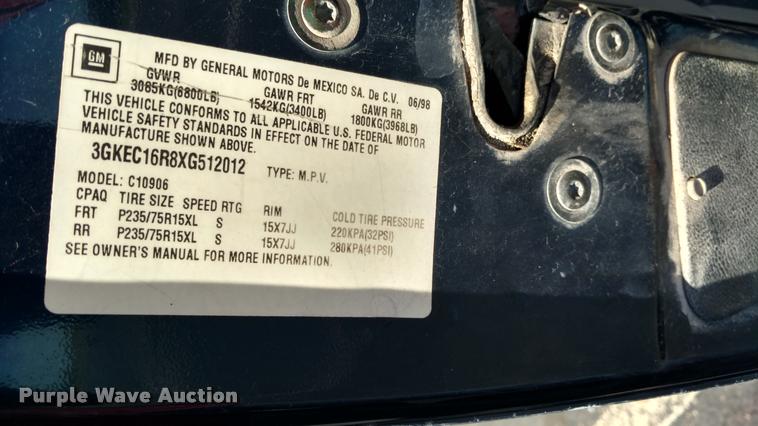 GM
MFD BY GENERAL MOTORS De MEXICO SA. De C.V. 06/98
GVWR GAWR FRT GAWR RR
3085KG(6800LB) 1542KG(3400LB) 1800KG(3968LB)
THIS VEHICLE CONFORMS TO ALL APPLICABLE U.S. FEDERAL MOTOR
VEHICLE SAFETY STANDARDS IN EFFECT ON THE DATE OF
MANUFACTURE SHOWN ABOVE.
3GKEC16R8XG512012 TYPE: M.P.V.
MODEL: C10906
CPAQ TIRE SIZE SPEED RTG RIM COLD TIRE PRESSURE
FRT P235/75R15XL S 15X7JJ 220KPA(32PSI)
RR P235/75R15XL S 15X7JJ 280KPA(41PSI)
SEE OWNER'S MANUAL FOR MORE INFORMATION.
Purple Wave Auction